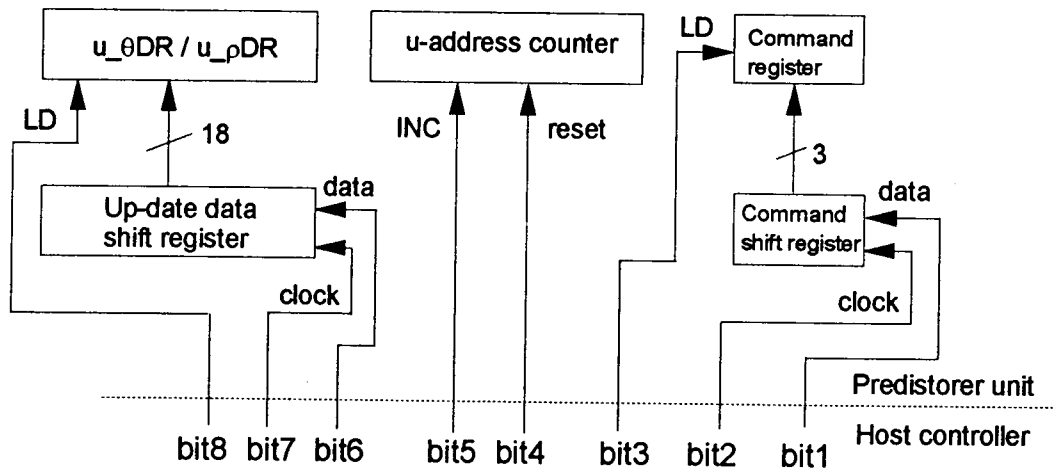 u_θDR / u_ρDR
u-address counter
LD
Command
register
LD
18
INC
reset
3
Up-date data
shift register
data
Command
shift register
data
clock
clock
Predistorer unit
Host controller
bit8
bit7
bit6
bit5
bit4
bit3
bit2
bit1